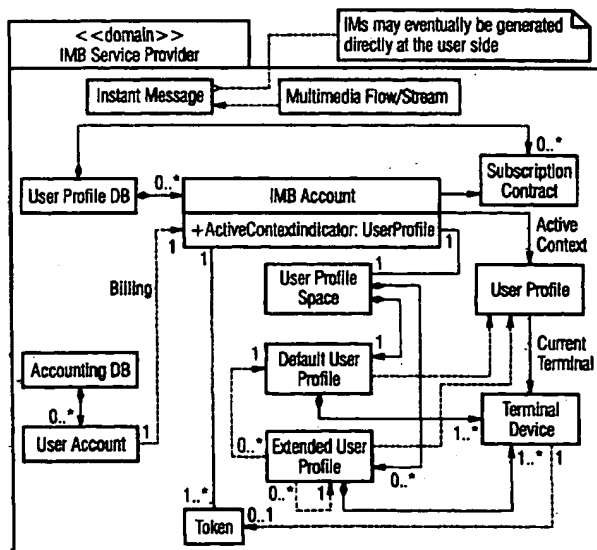 <<domain>>
IMB Service Provider
IMs may eventually be generated
directly at the user side
Instant Message
Multimedia Flow/Stream
0..*
User Profile DB
0..*
IMB Account
Subscription
Contract
+ActiveContextindicator: UserProfile
1
1
1
Active
Context
Billing
User Profile
Space
1
User Profile
Accounting DB
1
Default User
Profile
1
Current
Terminal
0..*
User Account
1
0..*
Extended User
Profile
1..*
Terminal
Device
0..*
1
0..*
1..*
1
1..*
Token
0..1